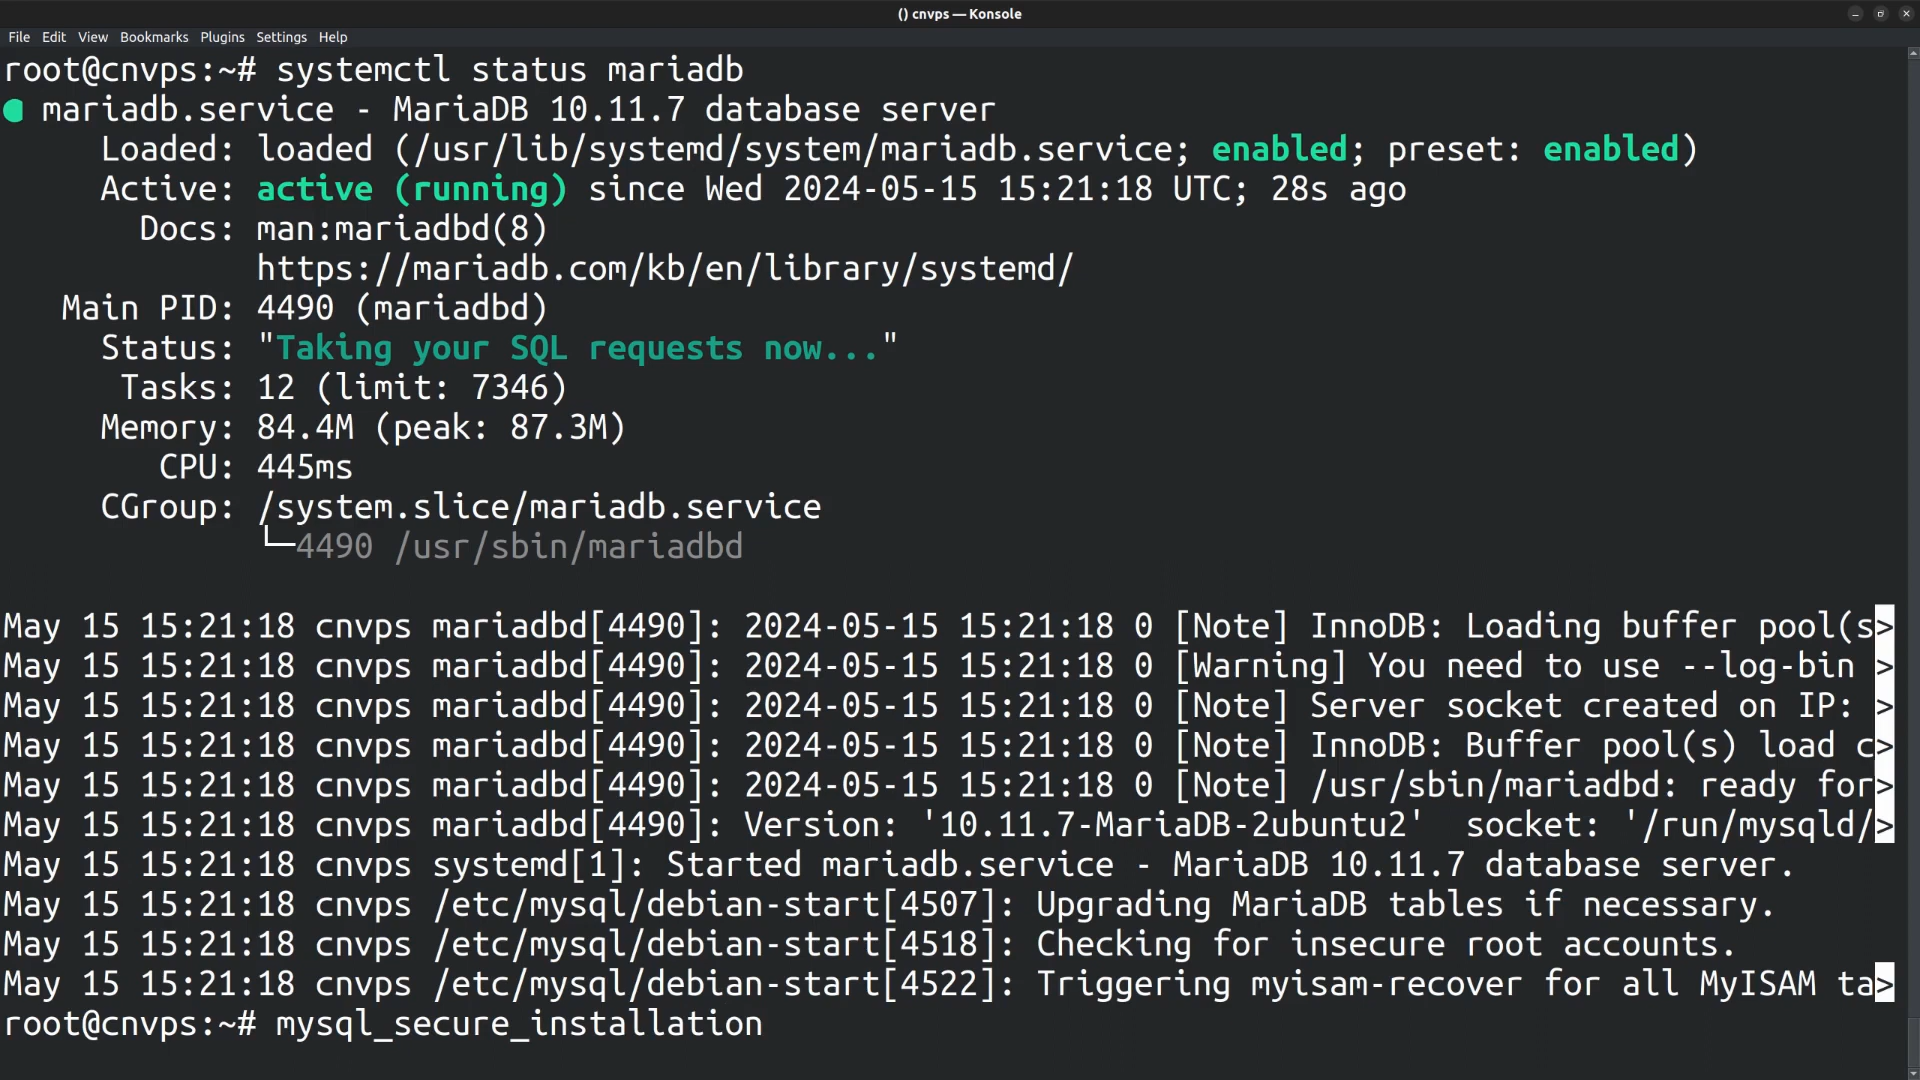 () cnvps — Konsole
File Edit View Bookmarks Plugins Settings Help
root@cnvps:~# systemctl status mariadb
● mariadb.service - MariaDB 10.11.7 database server
     Loaded: loaded (/usr/lib/systemd/system/mariadb.service; enabled; preset: enabled)
     Active: active (running) since Wed 2024-05-15 15:21:18 UTC; 28s ago
       Docs: man:mariadbd(8)
             https://mariadb.com/kb/en/library/systemd/
   Main PID: 4490 (mariadbd)
     Status: "Taking your SQL requests now..."
      Tasks: 12 (limit: 7346)
     Memory: 84.4M (peak: 87.3M)
        CPU: 445ms
     CGroup: /system.slice/mariadb.service
             └─4490 /usr/sbin/mariadbd
May 15 15:21:18 cnvps mariadbd[4490]: 2024-05-15 15:21:18 0 [Note] InnoDB: Loading buffer pool(s>
May 15 15:21:18 cnvps mariadbd[4490]: 2024-05-15 15:21:18 0 [Warning] You need to use --log-bin >
May 15 15:21:18 cnvps mariadbd[4490]: 2024-05-15 15:21:18 0 [Note] Server socket created on IP: >
May 15 15:21:18 cnvps mariadbd[4490]: 2024-05-15 15:21:18 0 [Note] InnoDB: Buffer pool(s) load c>
May 15 15:21:18 cnvps mariadbd[4490]: 2024-05-15 15:21:18 0 [Note] /usr/sbin/mariadbd: ready for>
May 15 15:21:18 cnvps mariadbd[4490]: Version: '10.11.7-MariaDB-2ubuntu2'  socket: '/run/mysqld/>
May 15 15:21:18 cnvps systemd[1]: Started mariadb.service - MariaDB 10.11.7 database server.
May 15 15:21:18 cnvps /etc/mysql/debian-start[4507]: Upgrading MariaDB tables if necessary.
May 15 15:21:18 cnvps /etc/mysql/debian-start[4518]: Checking for insecure root accounts.
May 15 15:21:18 cnvps /etc/mysql/debian-start[4522]: Triggering myisam-recover for all MyISAM ta>
root@cnvps:~# mysql_secure_installation